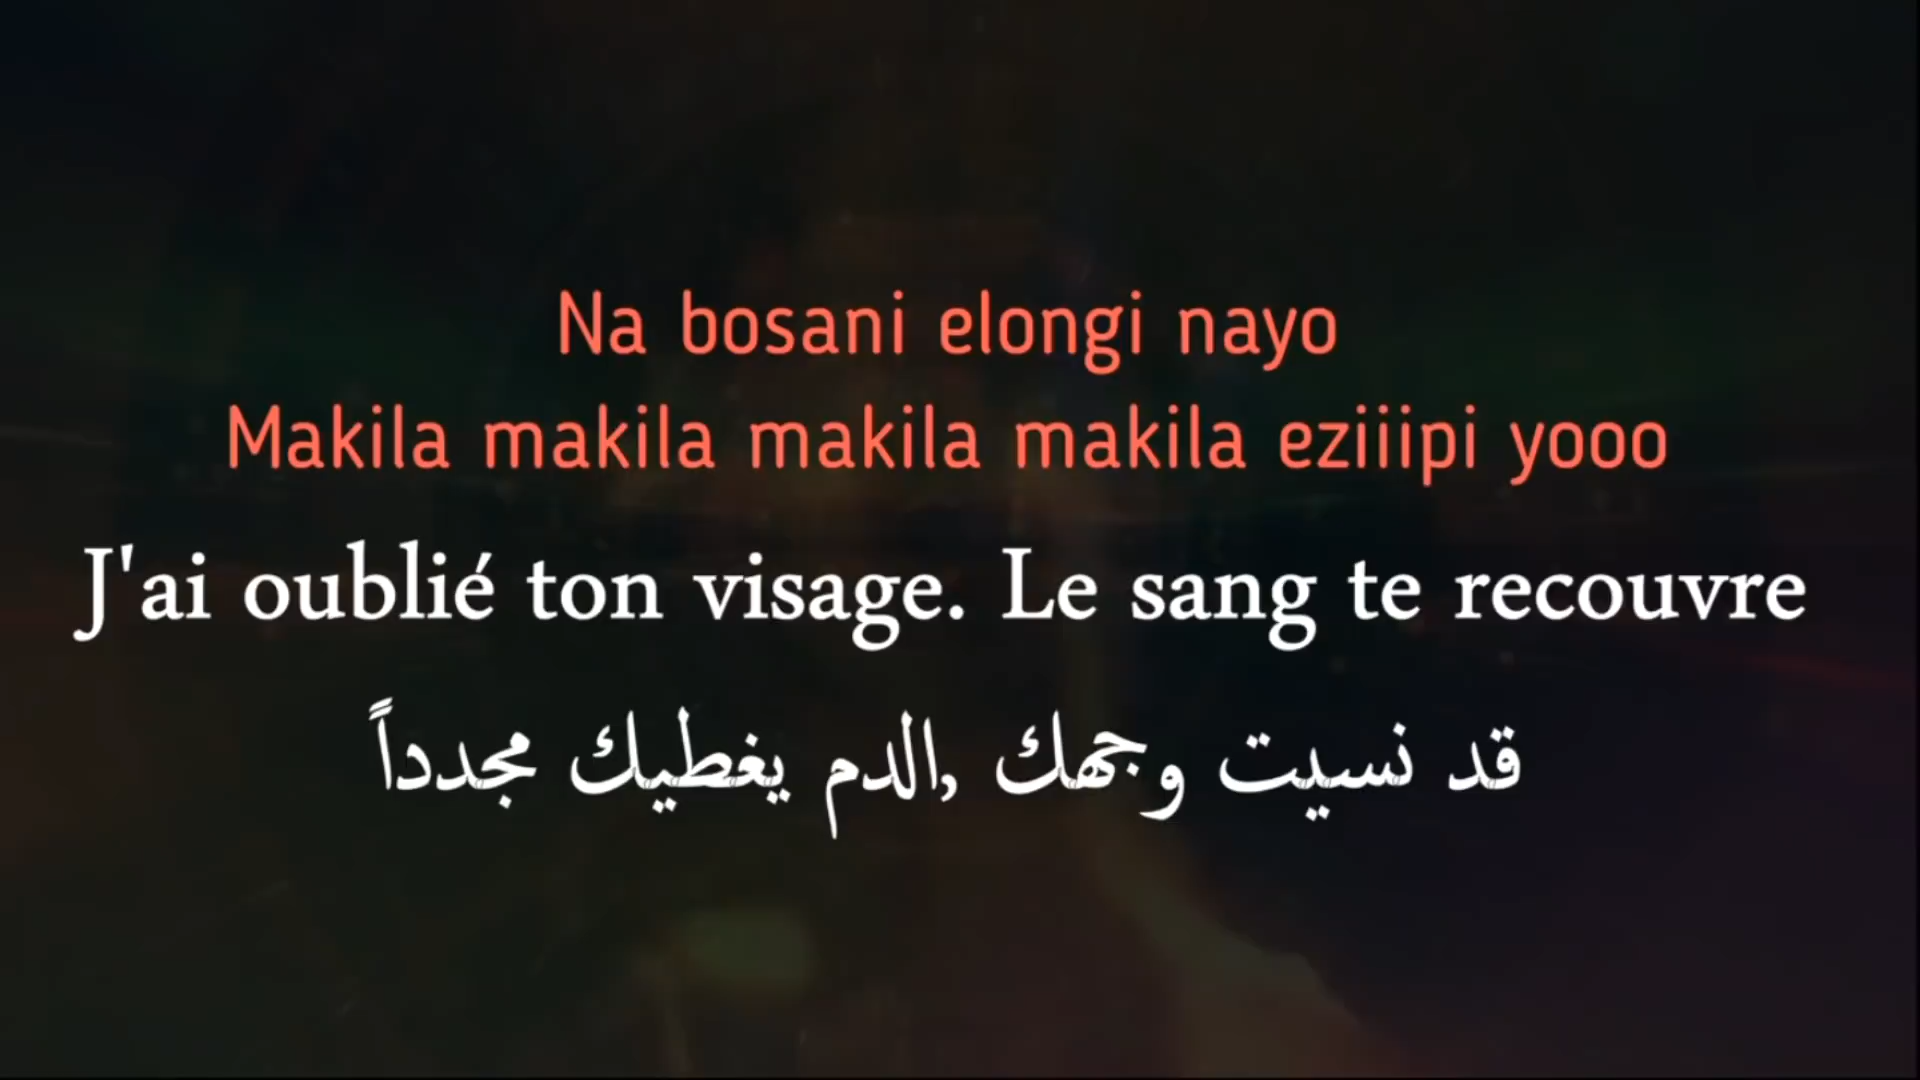 Na bosani elongi nayo
Makila makila makila makila eziiipi yooo
J'ai oublié ton visage. Le sang te recouvre
قد نسيت وجهك ,الدم يغطيك مجدداً